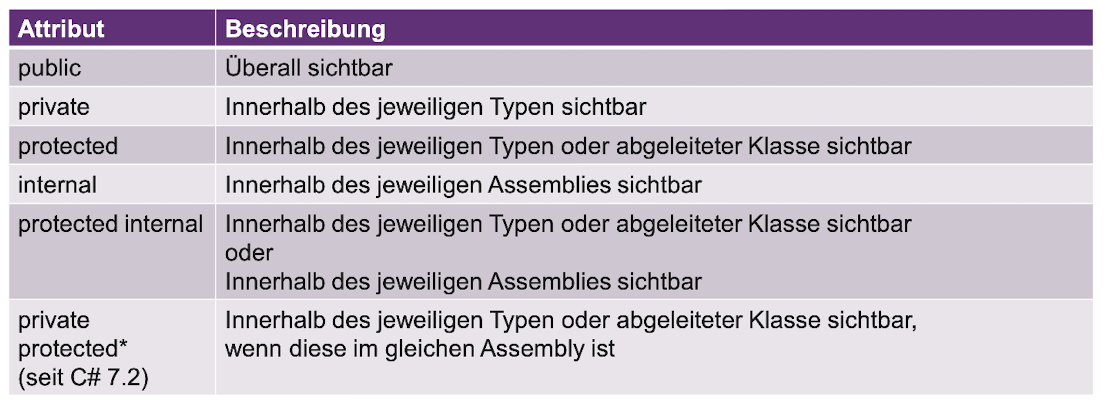 Attribut Beschreibung
public Überall sichtbar
private Innerhalb des jeweiligen Typen sichtbar
protected Innerhalb des jeweiligen Typen oder abgeleiteter Klasse sichtbar
internal Innerhalb des jeweiligen Assemblies sichtbar
protected internal Innerhalb des jeweiligen Typen oder abgeleiteter Klasse sichtbar
oder
Innerhalb des jeweiligen Assemblies sichtbar
private Innerhalb des jeweiligen Typen oder abgeleiteter Klasse sichtbar,
protected* wenn diese im gleichen Assembly ist
(seit C# 7.2)